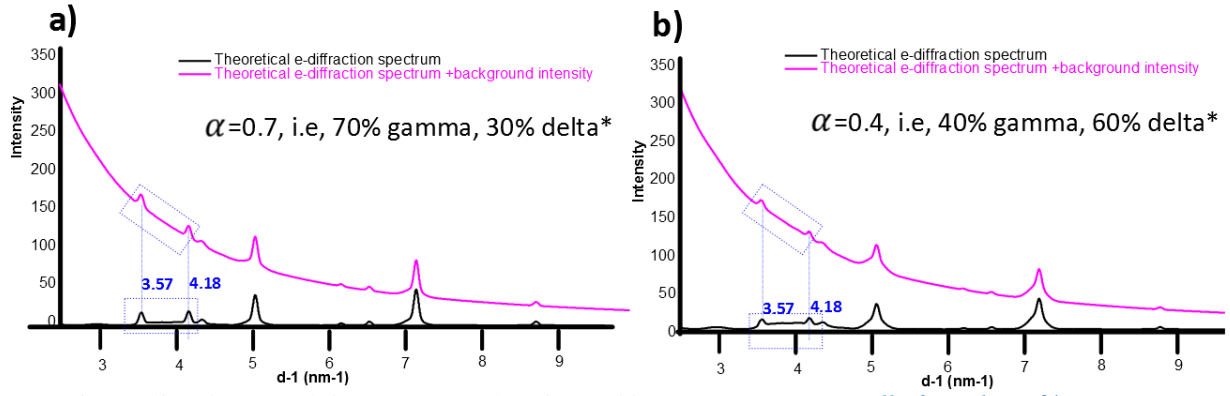 a)
Theoretical e-diffraction spectrum
Theoretical e-diffraction spectrum +background intensity
α=0.7, i.e, 70% gamma, 30% delta*
Intensity
350
300
250
200
150
100
50
0
3.57 4.18
3 4 5 6 7 8 9
d-1 (nm-1)
b)
Theoretical e-diffraction spectrum
Theoretical e-diffraction spectrum +background intensity
α=0.4, i.e, 40% gamma, 60% delta*
Intensity
350
300
250
200
150
100
50
0
3.57 4.18
3 4 5 6 7 8 9
d-1 (nm-1)